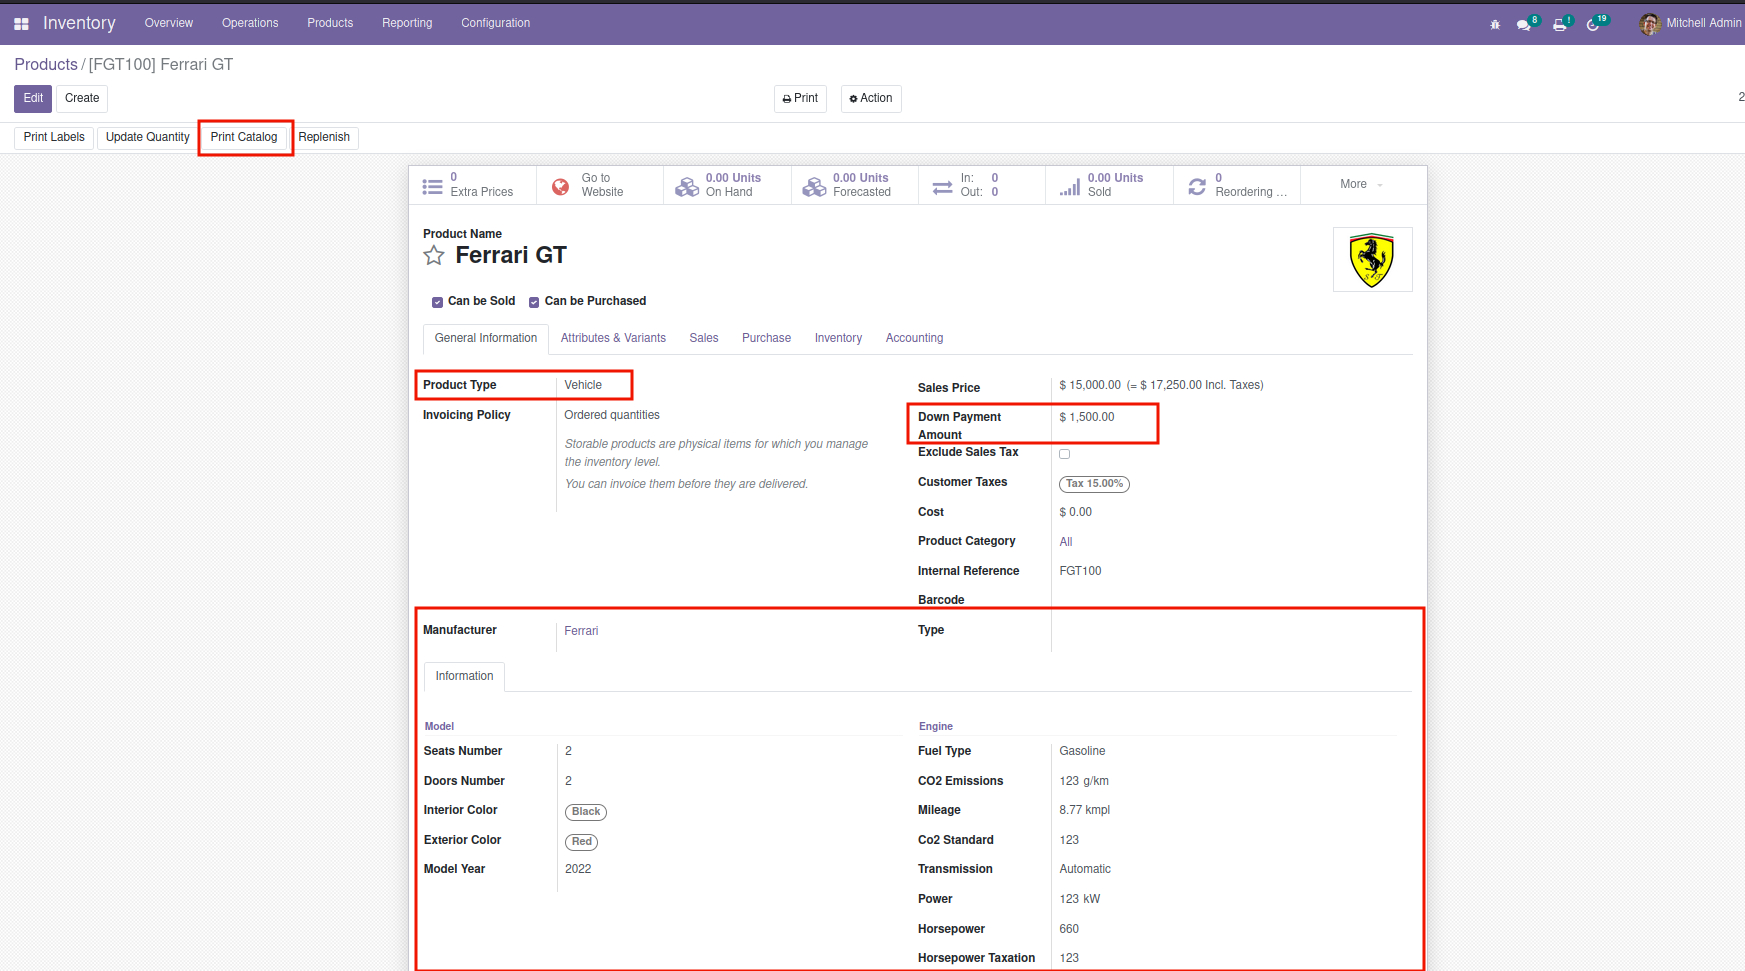 Inventory Overview Operations Products Reporting Configuration 8 1 19 Mitchell Admin
Products / [FGT100] Ferrari GT
Edit Create Print Action 2
Print Labels Update Quantity Print Catalog Replenish
0 Extra Prices
Go to Website
0.00 Units On Hand
0.00 Units Forecasted
In: 0
Out: 0
0.00 Units Sold
0 Reordering ...
More
Product Name
Ferrari GT
Can be Sold Can be Purchased
General Information Attributes & Variants Sales Purchase Inventory Accounting
Product Type Vehicle
Invoicing Policy Ordered quantities
Storable products are physical items for which you manage
the inventory level.
You can invoice them before they are delivered.
Sales Price $ 15,000.00 (= $ 17,250.00 Incl. Taxes)
Down Payment $ 1,500.00
Amount
Exclude Sales Tax
Customer Taxes Tax 15.00%
Cost $ 0.00
Product Category All
Internal Reference FGT100
Barcode
Manufacturer Ferrari
Type
Information
Model
Seats Number 2
Doors Number 2
Interior Color Black
Exterior Color Red
Model Year 2022
Engine
Fuel Type Gasoline
CO2 Emissions 123 g/km
Mileage 8.77 kmpl
Co2 Standard 123
Transmission Automatic
Power 123 kW
Horsepower 660
Horsepower Taxation 123